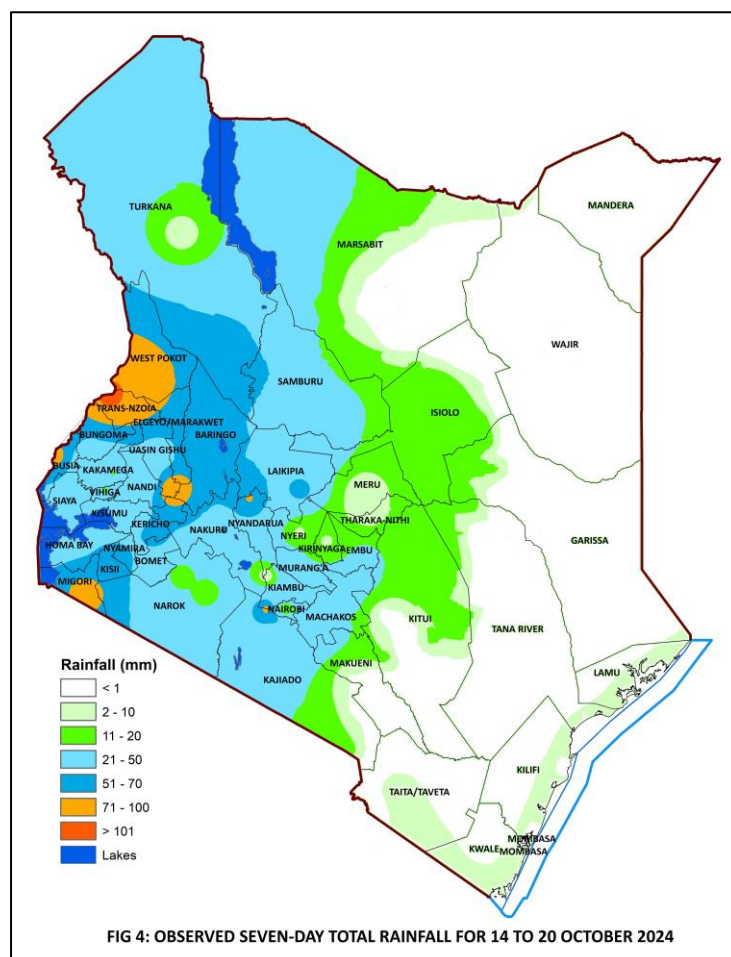 TURKANA
MANDERA
MARSABIT
WAJIR
WEST POKOT
SAMBURU
TRANS-NZOIA
ISIOLO
ELGEYO/MARAKWET
BUNGOMA
BARINGO
UASIN GISHU
BUSIA
KAKAMEGA
LAIKIPIA
VIHIGA
NANDI
MERU
SIAYA
KISUMU
THARAKA-NITHI
KERICHO
NAKURU
NYANDARUA
NYERI
GARISSA
HOMA BAY
NYAMIRA
KIRINYAGA
EMBU
BOMET
MURANG'A
KISII
MIGORI
KIAMBU
NAROK
NAIROBI
MACHAKOS
KITUI
TANA RIVER
MAKUENI
LAMU
KAJIADO
KILIFI
TAITA/TAVETA
MOMBASA
KWALE
MOMBASA
Rainfall (mm)
< 1
2 - 10
11 - 20
21 - 50
51 - 70
71 - 100
> 101
Lakes
FIG 4: OBSERVED SEVEN-DAY TOTAL RAINFALL FOR 14 TO 20 OCTOBER 2024